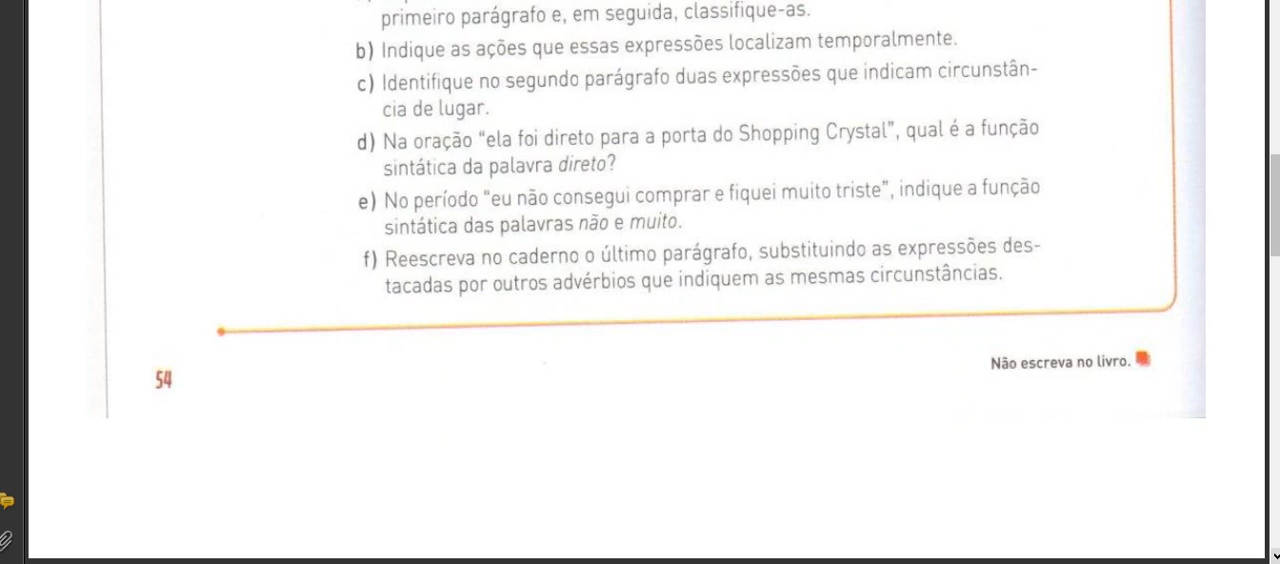 primeiro parágrafo e, em seguida, classifique-as.
b) Indique as ações que essas expressões localizam temporalmente.
c) Identifique no segundo parágrafo duas expressões que indicam circunstân-
cia de lugar.
d) Na oração “ela foi direto para a porta do Shopping Crystal”, qual é a função
sintática da palavra direto?
e) No período “eu não consegui comprar e fiquei muito triste”, indique a função
sintática das palavras não e muito.
f) Reescreva no caderno o último parágrafo, substituindo as expressões des-
tacadas por outros advérbios que indiquem as mesmas circunstâncias.
Não escreva no livro.
54